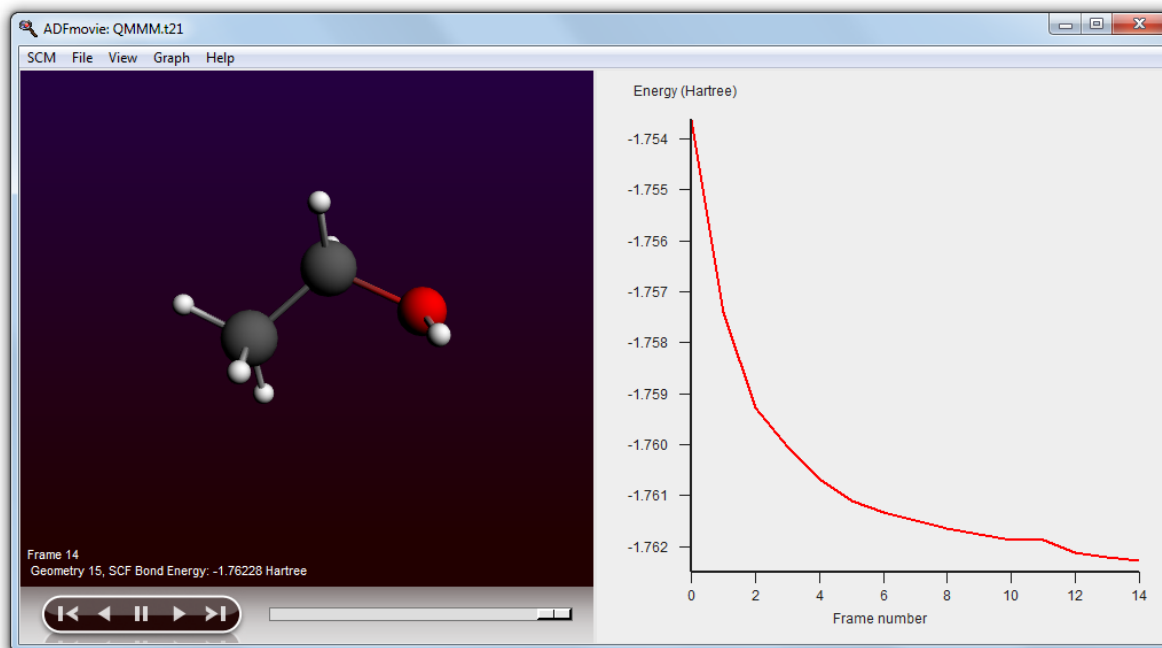 ADFmovie: QMMM.t21
SCM File View Graph Help
Energy (Hartree)
-1.754
-1.755
-1.756
-1.757
-1.758
-1.759
-1.760
-1.761
-1.762
0 2 4 6 8 10 12 14
Frame number
Frame 14
Geometry 15, SCF Bond Energy: -1.76228 Hartree